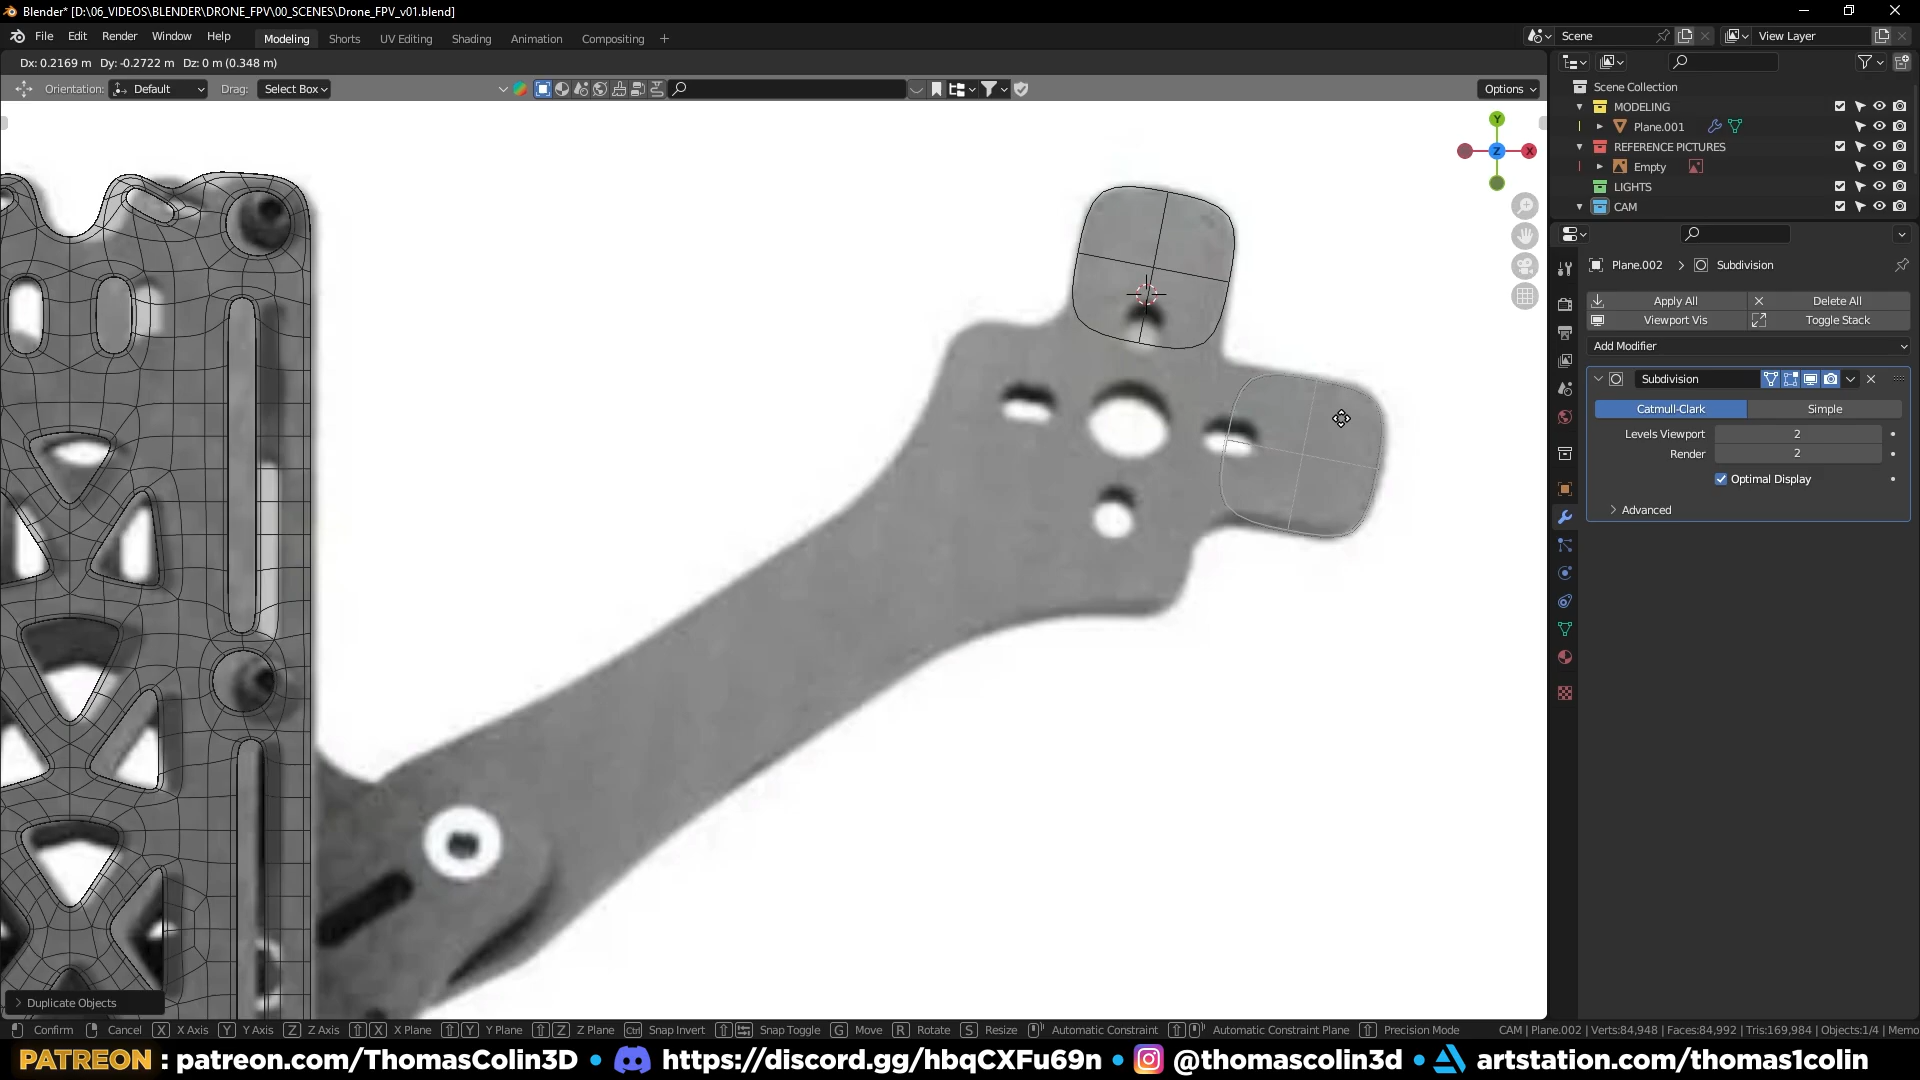 Blender* [D:\06_VIDEOS\BLENDER\DRONE_FPV\00_SCENES\Drone_FPV_v01.blend]
File Edit Render Window Help Modeling Shorts UV Editing Shading Animation Compositing + Scene View Layer
Dx: 0.2169 m Dy: -0.2722 m Dz: 0 m (0.348 m)
Orientation: Default Drag: Select Box Options
Scene Collection
MODELING
Plane.001
REFERENCE PICTURES
Empty
LIGHTS
CAM
Y
Z
X
Plane.002 > Subdivision
Apply All Delete All
Viewport Vis Toggle Stack
Add Modifier
Subdivision
Catmull-Clark Simple
Levels Viewport 2
Render 2
Optimal Display
Advanced
Duplicate Objects
Confirm Cancel X X Axis Y Y Axis Z Z Axis X X Plane Y Y Plane Z Z Plane Ctrl Snap Invert Snap Toggle G Move R Rotate S Resize Automatic Constraint Automatic Constraint Plane Precision Mode CAM | Plane.002 | Verts:84,948 | Faces:84,992 | Tris:169,984 | Objects:1/4 | Memo
PATREON : patreon.com/ThomasColin3D • https://discord.gg/hbqCXFu69n • @thomascolin3d • artstation.com/thomas1colin